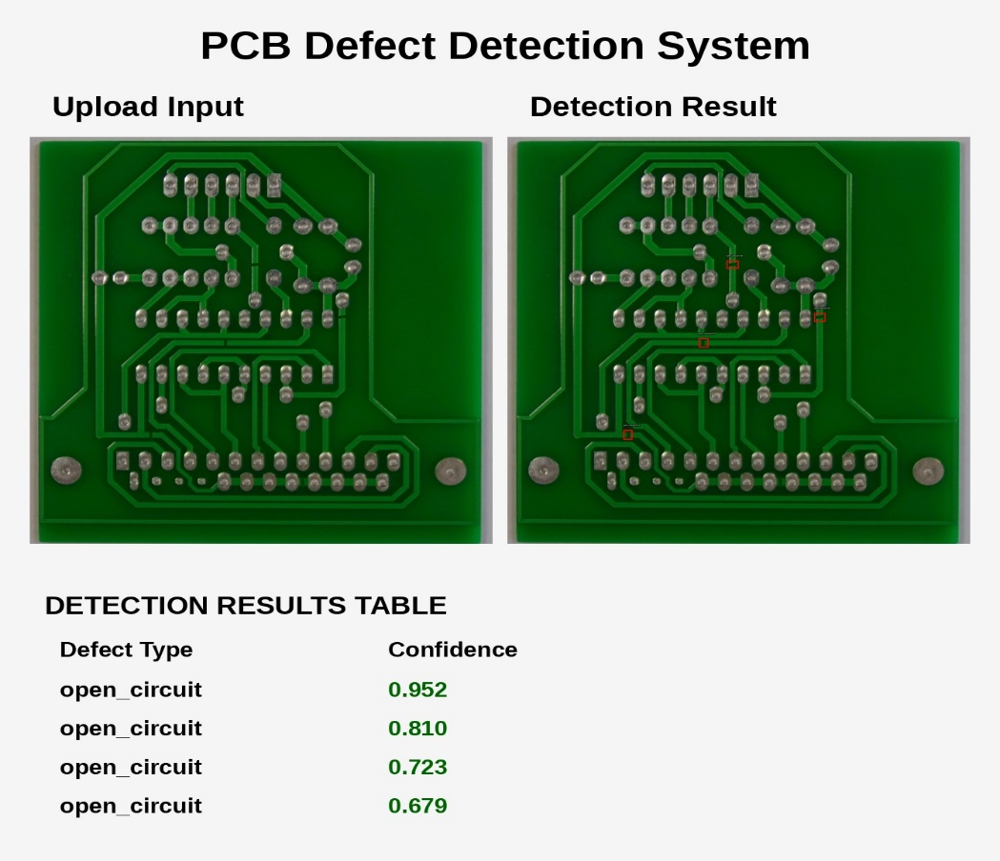 PCB Defect Detection System
Upload Input
Detection Result
DETECTION RESULTS TABLE
Defect Type Confidence
open_circuit 0.952
open_circuit 0.810
open_circuit 0.723
open_circuit 0.679